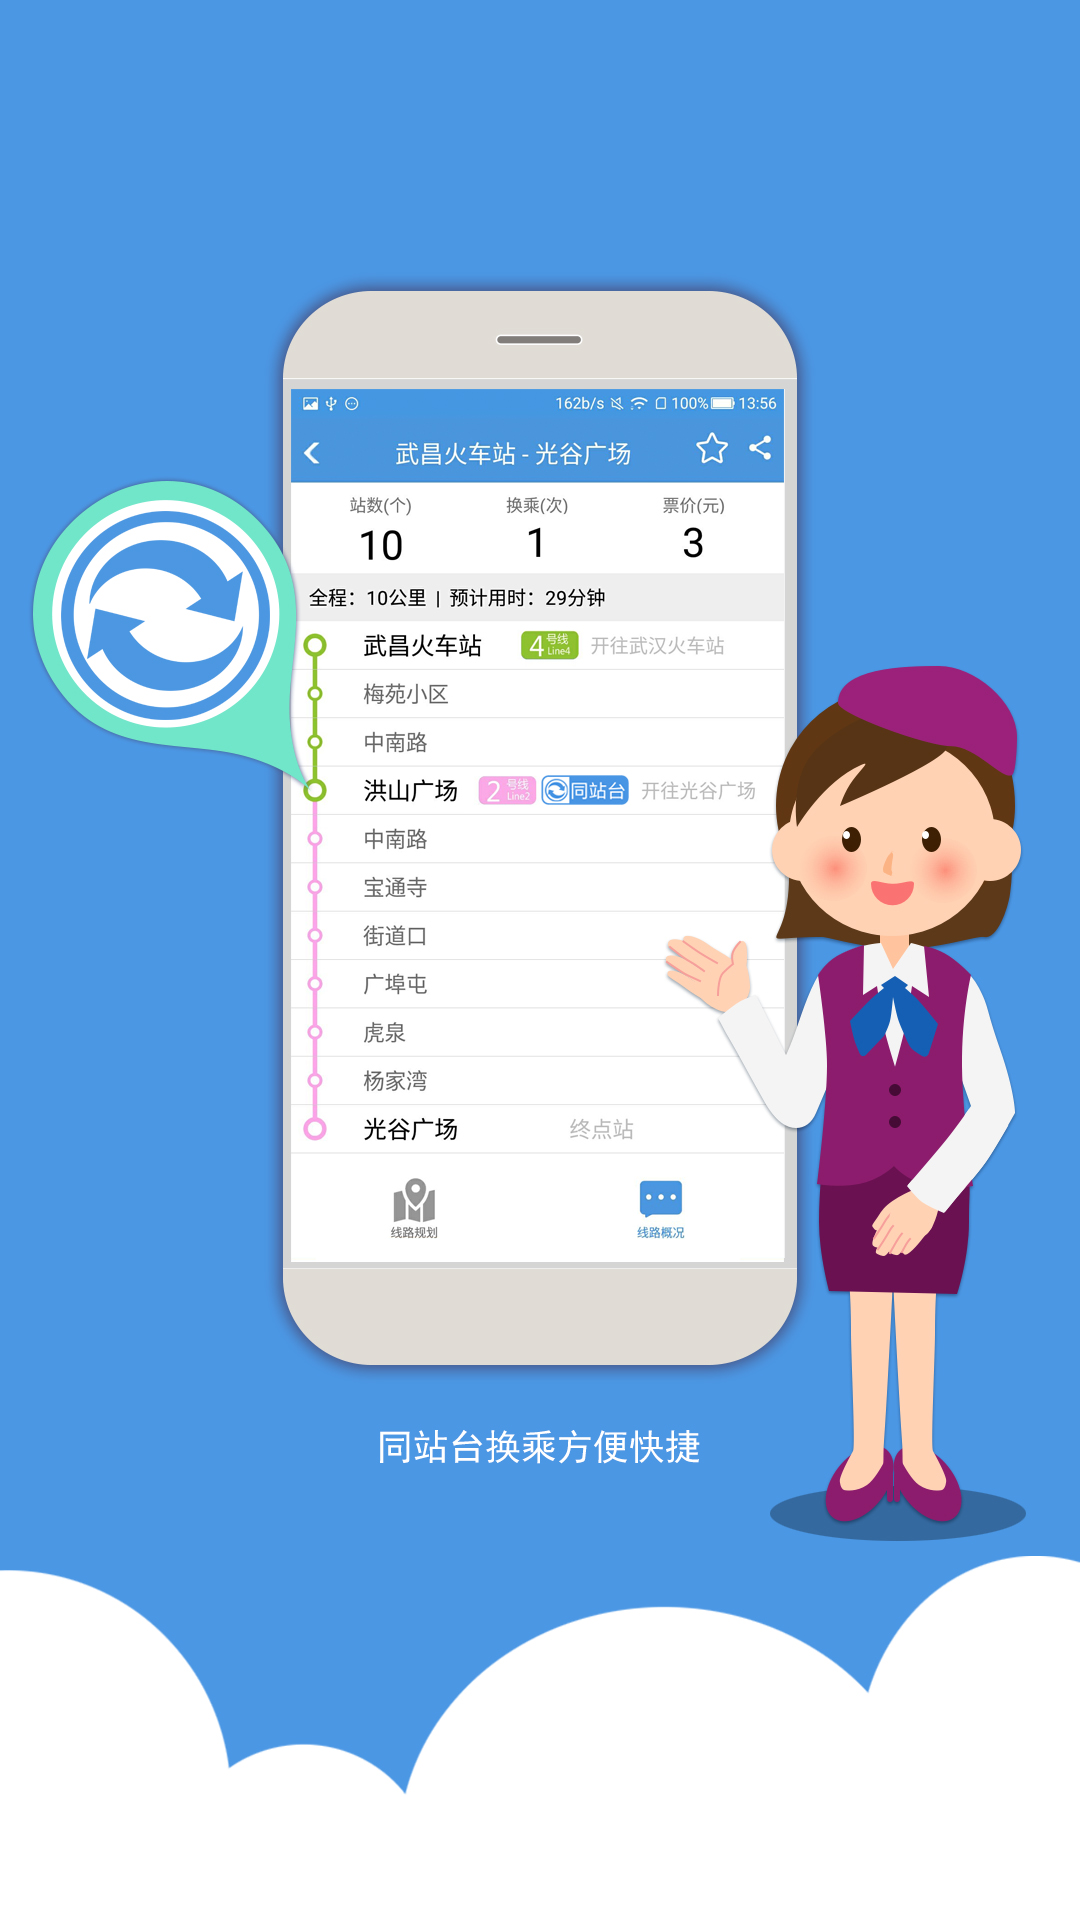 162b/s 100% 13:56
武昌火车站 - 光谷广场
站数(个) 换乘(次) 票价(元)
10 1 3
全程：10公里 | 预计用时：29分钟
武昌火车站 4 号线 Line4 开往武汉火车站
梅苑小区
中南路
洪山广场 2 号线 Line2 同站台 开往光谷广场
中南路
宝通寺
街道口
广埠屯
虎泉
杨家湾
光谷广场 终点站
线路规划 线路概况
同站台换乘方便快捷